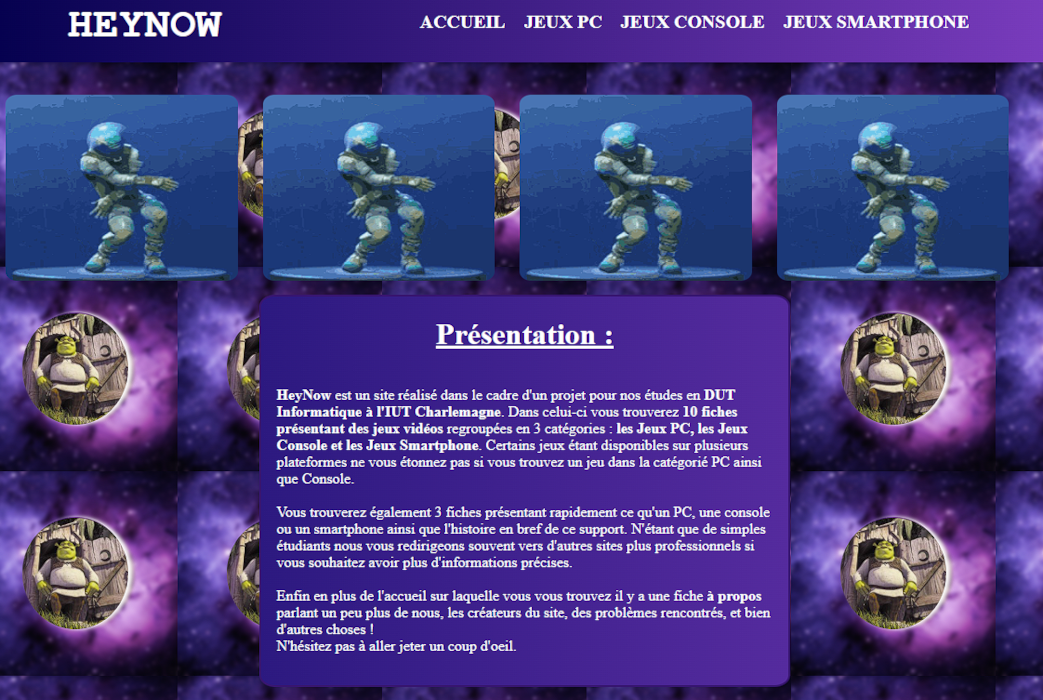 HEYNOW
ACCUEIL JEUX PC JEUX CONSOLE JEUX SMARTPHONE
Présentation :
HeyNow est un site réalisé dans le cadre d'un projet pour nos études en DUT
Informatique à l'IUT Charlemagne. Dans celui-ci vous trouverez 10 fiches
présentant des jeux vidéos regroupées en 3 catégories : les Jeux PC, les Jeux
Console et les Jeux Smartphone. Certains jeux étant disponibles sur plusieurs
plateformes ne vous étonnez pas si vous trouvez un jeu dans la catégorié PC ainsi
que Console.
Vous trouverez également 3 fiches présentant rapidement ce qu'un PC, une console
ou un smartphone ainsi que l'histoire en bref de ce support. N'étant que de simples
étudiants nous vous redirigeons souvent vers d'autres sites plus professionnels si
vous souhaitez avoir plus d'informations précises.
Enfin en plus de l'accueil sur laquelle vous vous trouvez il y a une fiche à propos
parlant un peu plus de nous, les créateurs du site, des problèmes rencontrés, et bien
d'autres choses !
N'hésitez pas à aller jeter un coup d'oeil.